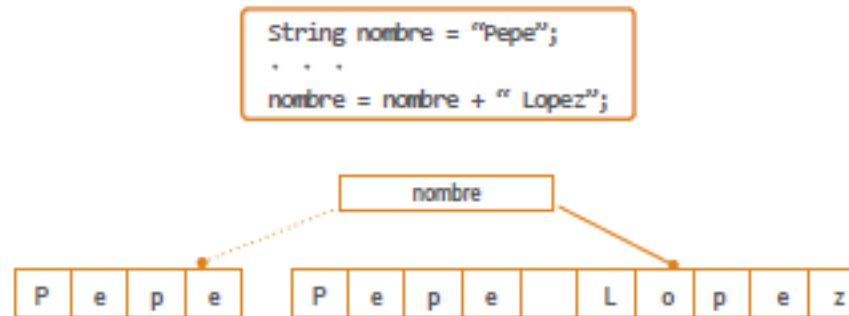 String nombre = “Pepe”;
. . .
nombre = nombre + “ Lopez”;
nombre
P e p e
P e p e L o p e z